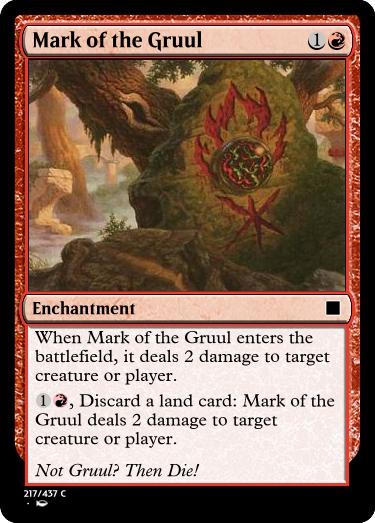 Mark of the Gruul 1R
Enchantment
When Mark of the Gruul enters the
battlefield, it deals 2 damage to target
creature or player.
1R, Discard a land card: Mark of the
Gruul deals 2 damage to target
creature or player.
Not Gruul? Then Die!
217/437 C